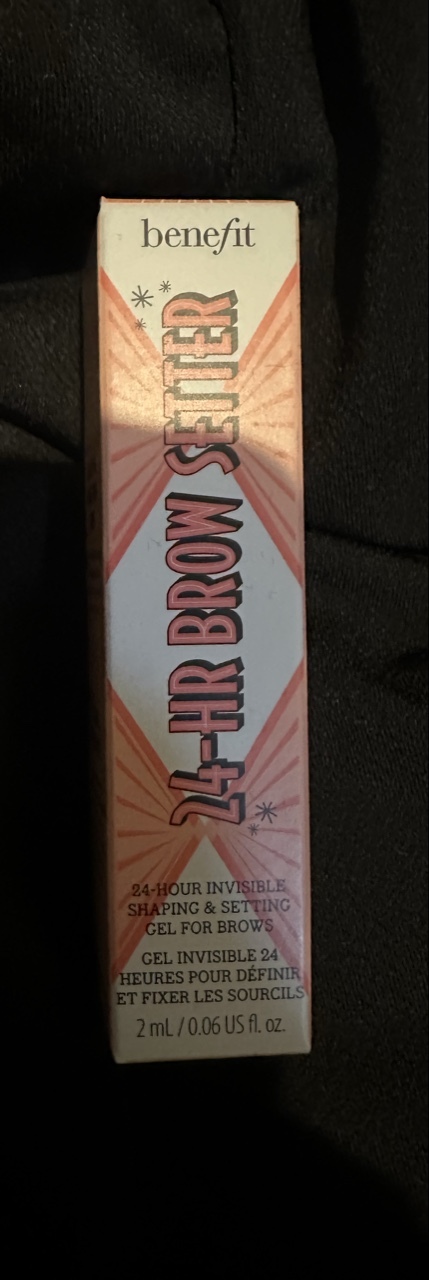 benefit
24-HR BROW SETTER
24-HOUR INVISIBLE
SHAPING & SETTING
GEL FOR BROWS
GEL INVISIBLE 24
HEURES POUR DÉFINIR
ET FIXER LES SOURCILS
2 mL / 0.06 US fl. oz.